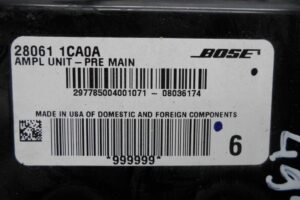 28061 1CA0A
BOSE
AMPL UNIT - PRE MAIN
297785004001071 - 08036174
MADE IN USA OF DOMESTIC AND FOREIGN COMPONENTS
6
*999999*